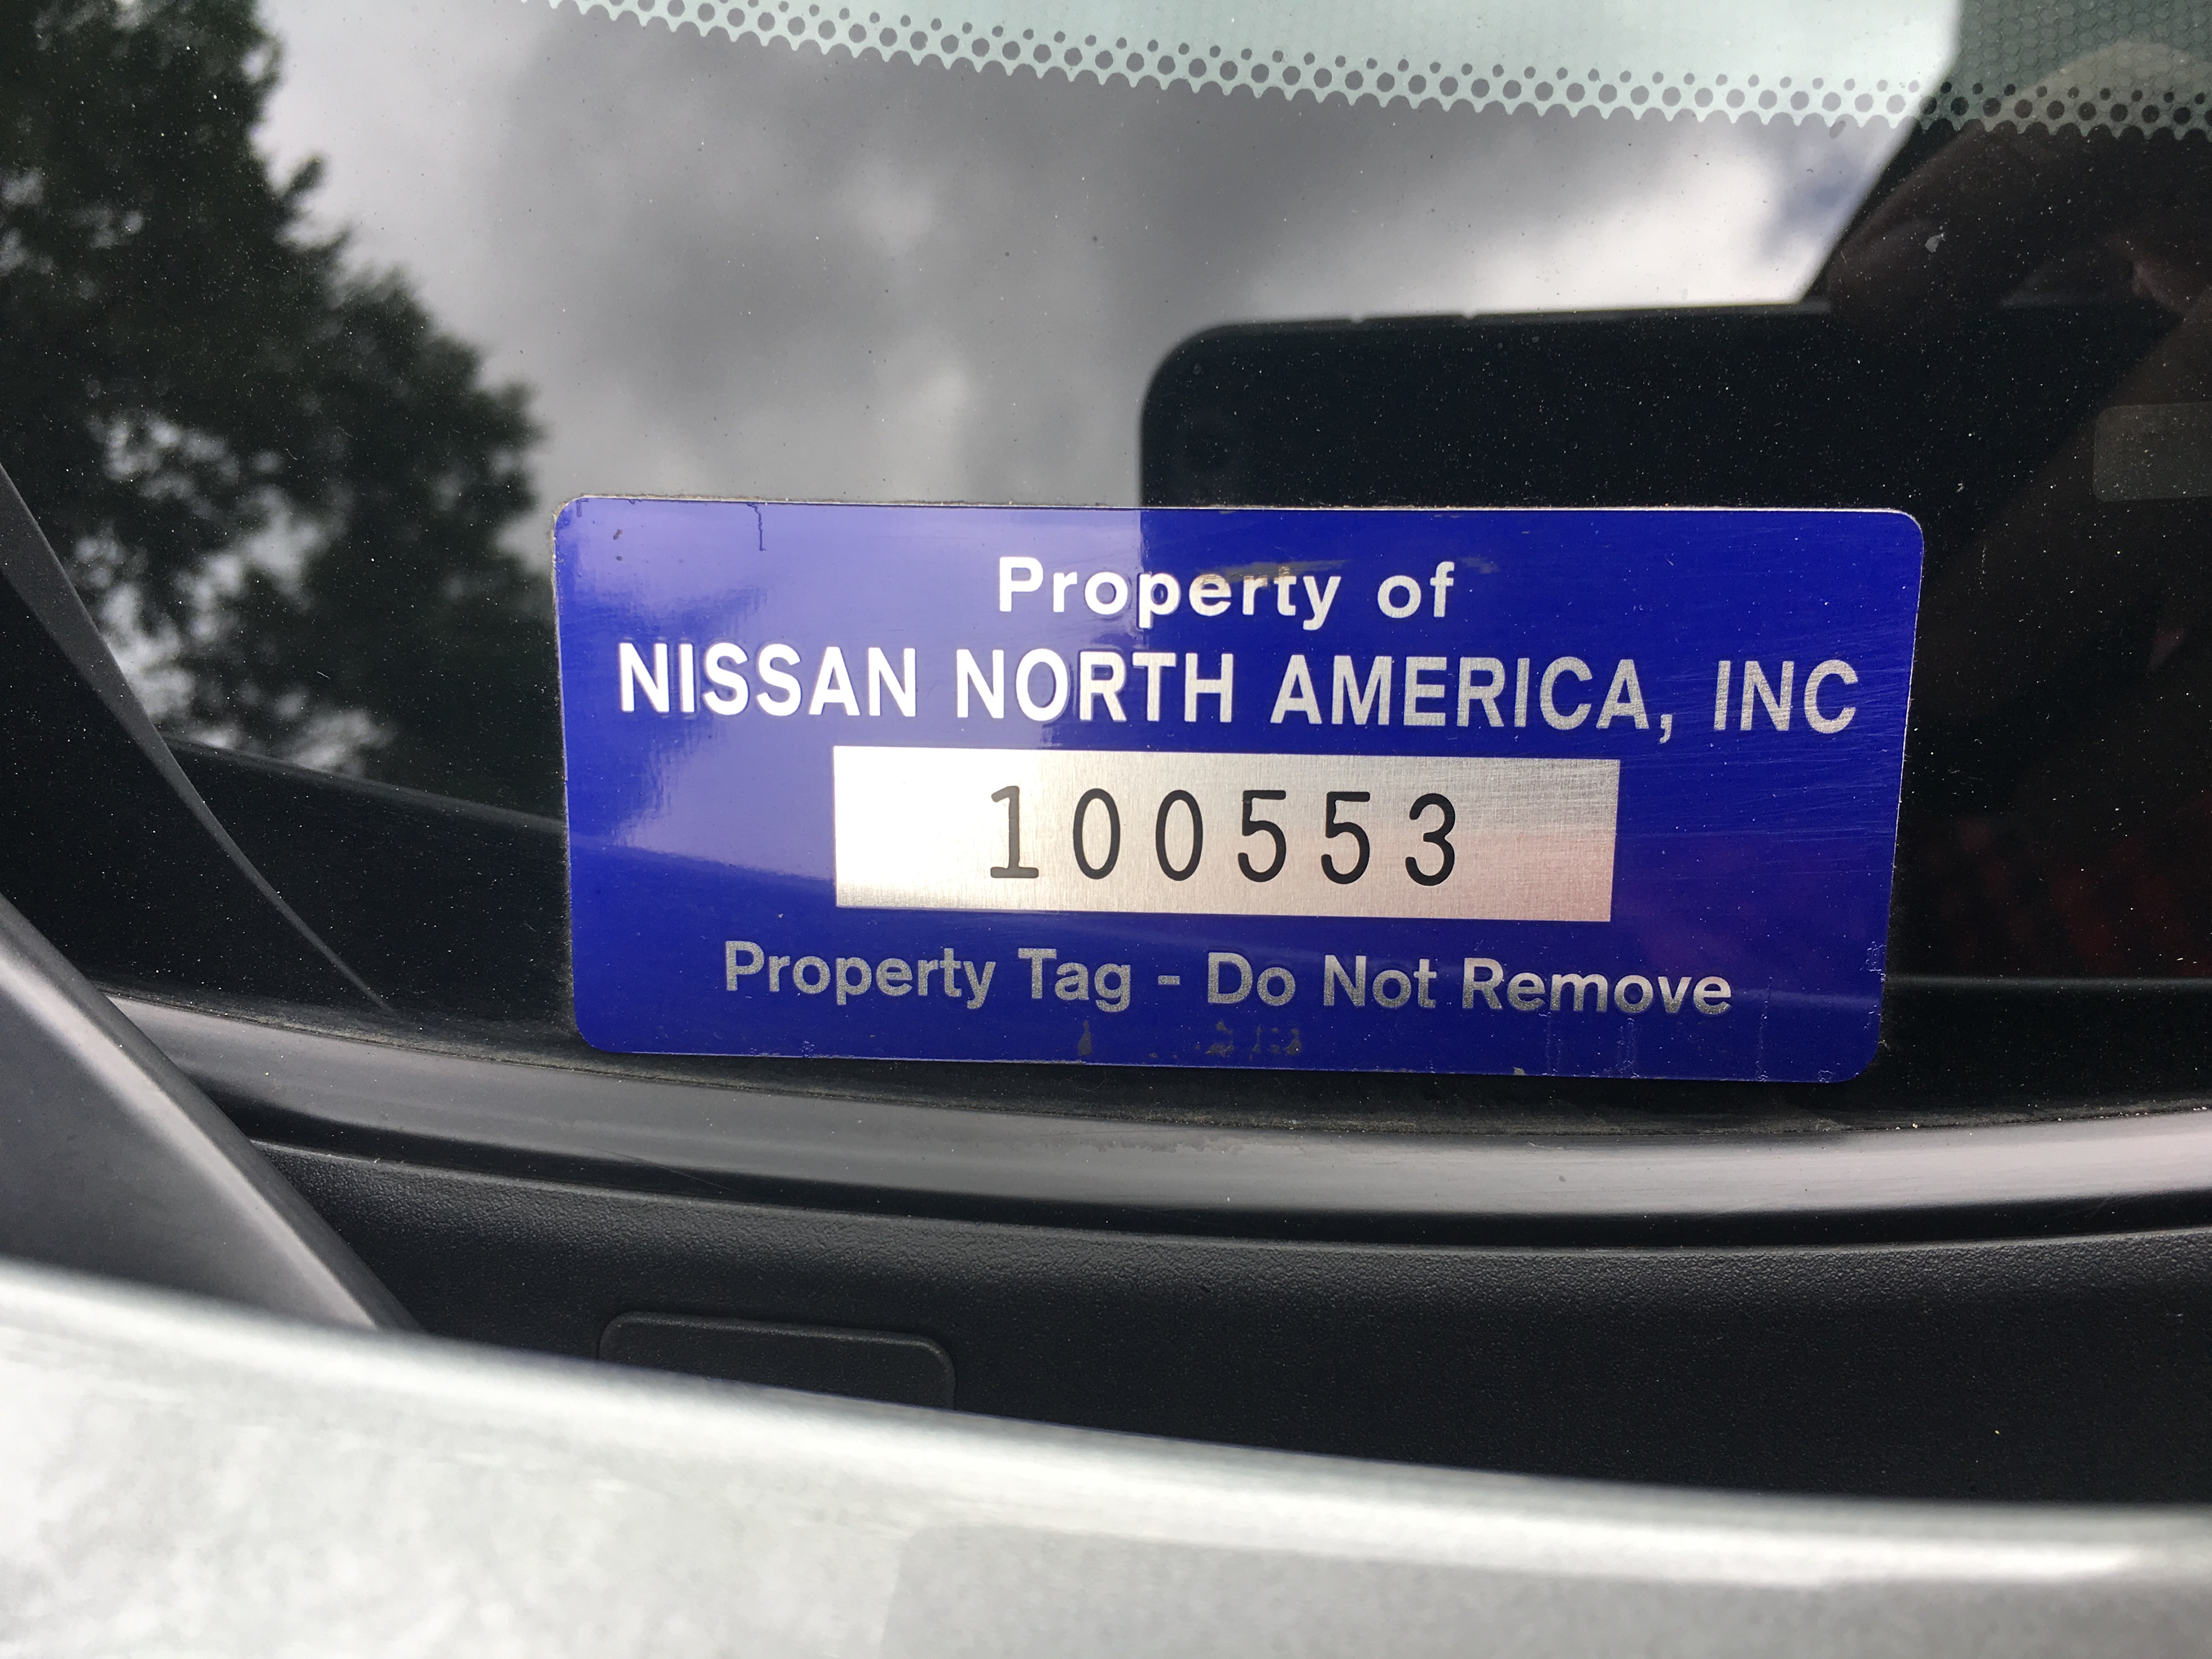 Property of
NISSAN NORTH AMERICA, INC
100553
Property Tag - Do Not Remove